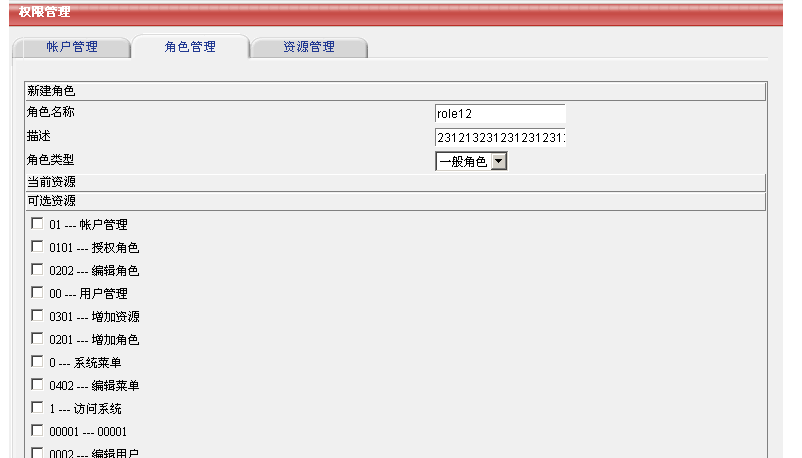 权限管理
帐户管理 角色管理 资源管理
新建角色
角色名称 role12
描述 2312132312312312311
角色类型 一般角色
当前资源
可选资源
01 --- 帐户管理
0101 --- 授权角色
0202 --- 编辑角色
00 --- 用户管理
0301 --- 增加资源
0201 --- 增加角色
0 --- 系统菜单
0402 --- 编辑菜单
1 --- 访问系统
00001 --- 00001
0002 --- 编辑用户